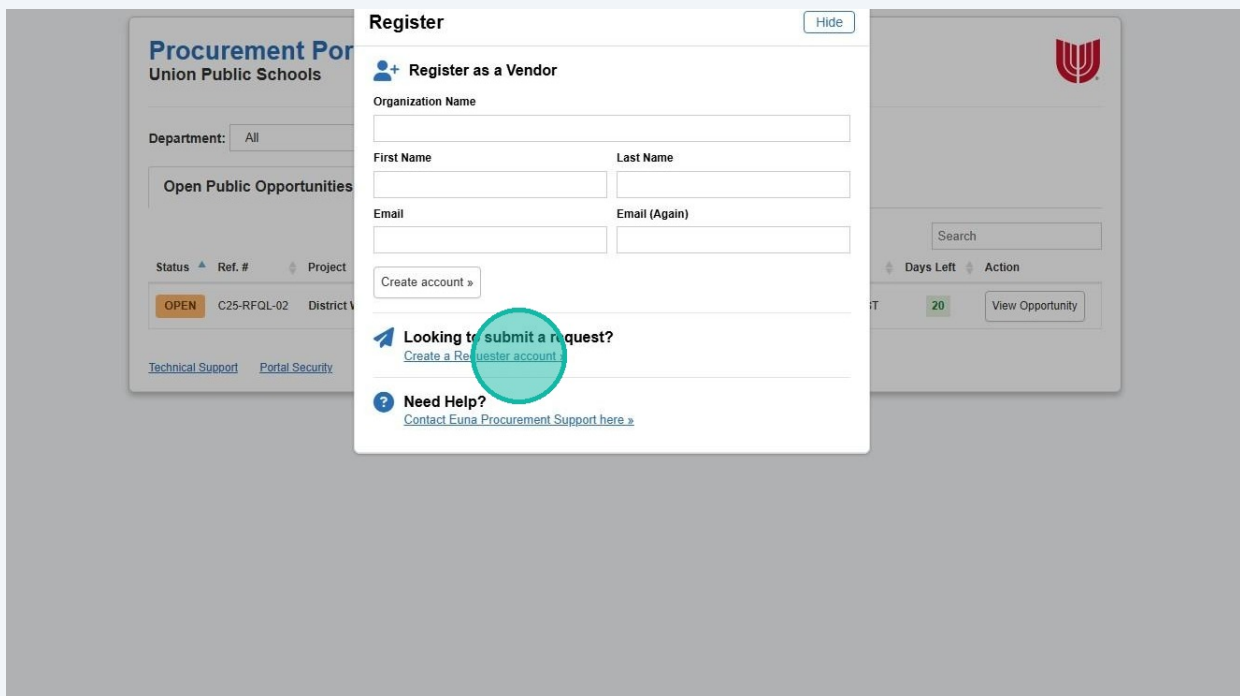 Register
Hide
Procurement Por
Union Public Schools
Register as a Vendor
Organization Name
Department: All
First Name Last Name
Open Public Opportunities
Email Email (Again)
Search
Status Ref. # Project Days Left Action
Create account »
OPEN C25-RFQL-02 District 20 View Opportunity
Looking to submit a request?
Create a Requester account »
Technical Support Portal Security
Need Help?
Contact Euna Procurement Support here »